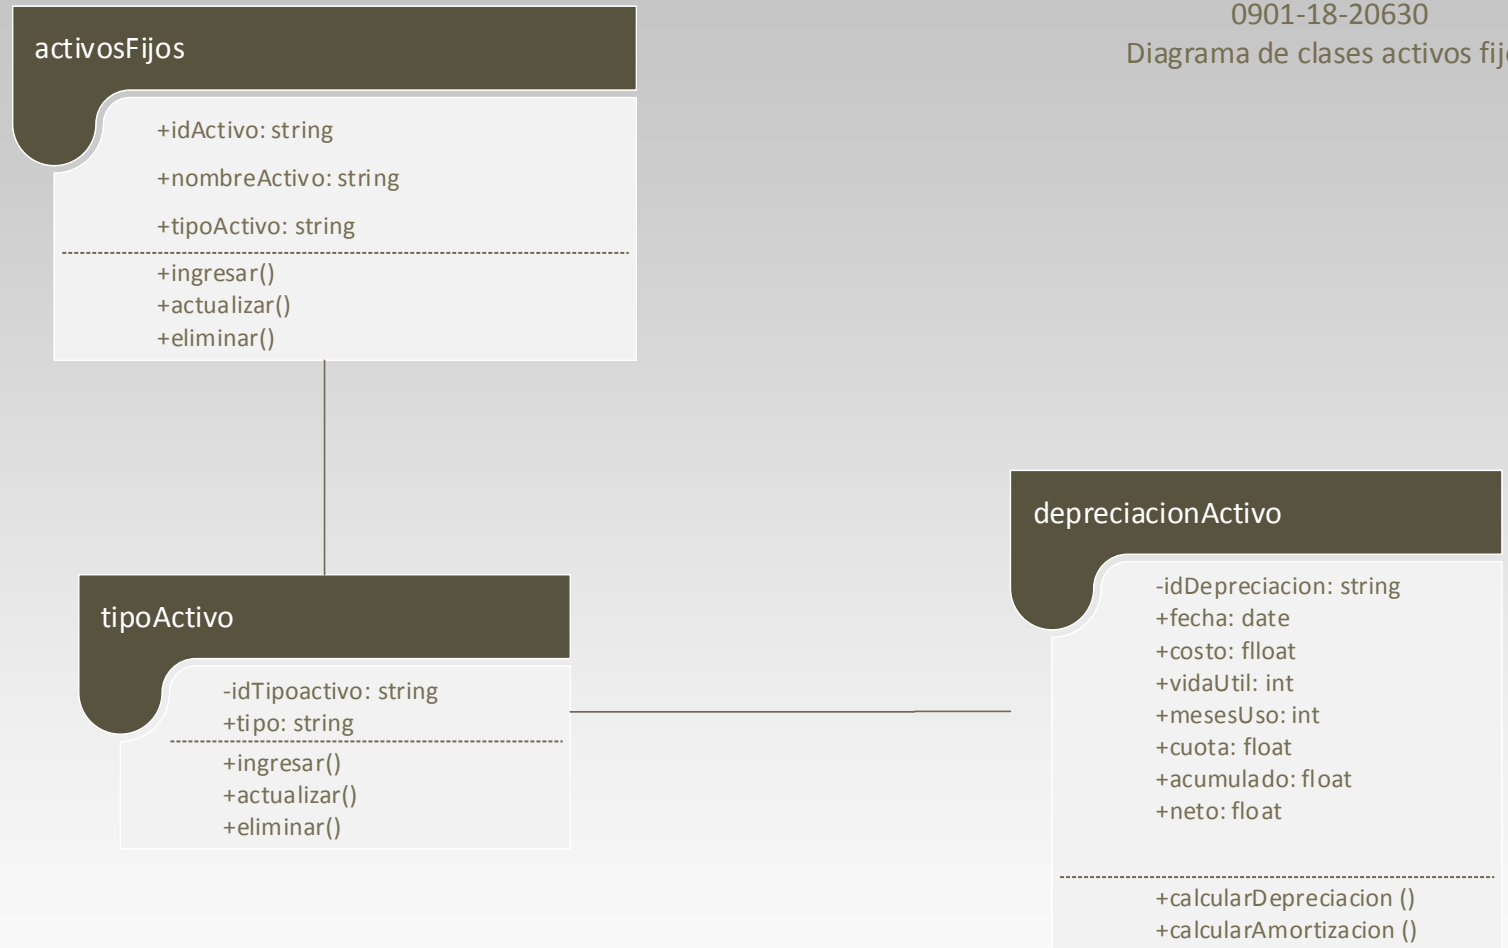 0901-18-20630
Diagrama de clases activos fij
activosFijos
+idActivo: string
+nombreActivo: string
+tipoActivo: string
+ingresar()
+actualizar()
+eliminar()
tipoActivo
-idTipoactivo: string
+tipo: string
+ingresar()
+actualizar()
+eliminar()
depreciacionActivo
-idDepreciacion: string
+fecha: date
+costo: flloat
+vidaUtil: int
+mesesUso: int
+cuota: float
+acumulado: float
+neto: float
+calcularDepreciacion ()
+calcularAmortizacion ()